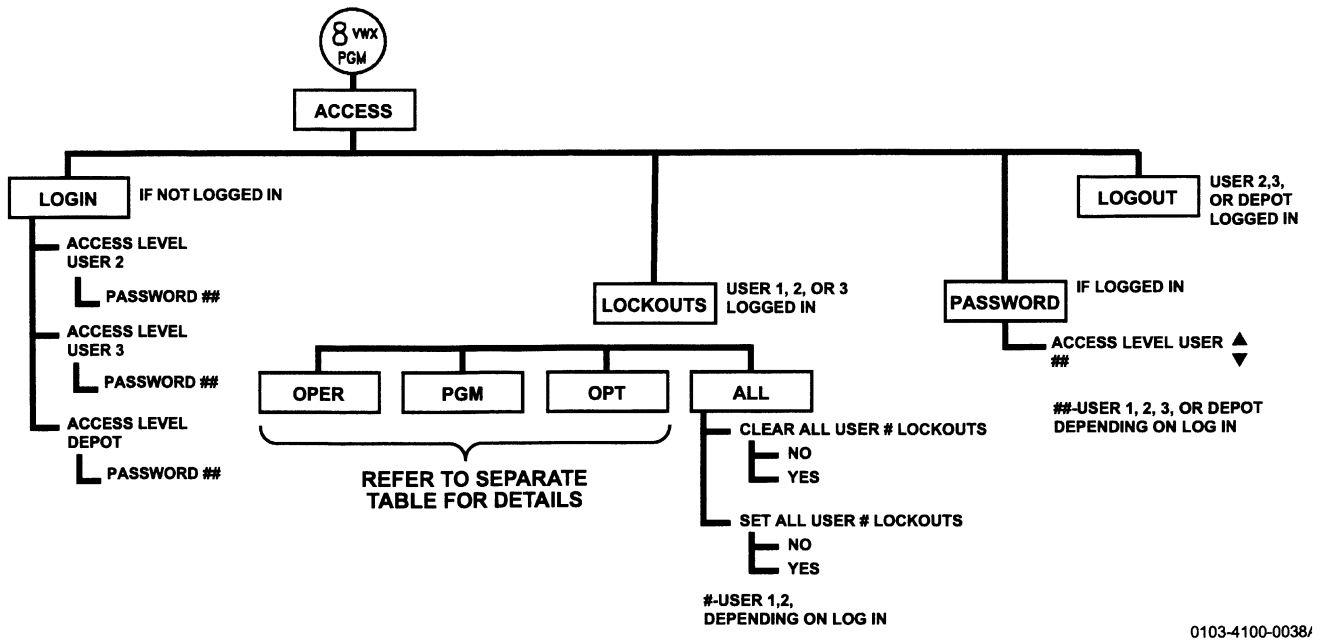 8 VWX
PGM
ACCESS
LOGIN
IF NOT LOGGED IN
ACCESS LEVEL
USER 2
PASSWORD ##
ACCESS LEVEL
USER 3
PASSWORD ##
ACCESS LEVEL
DEPOT
PASSWORD ##
LOCKOUTS
USER 1, 2, OR 3
LOGGED IN
OPER
PGM
OPT
ALL
REFER TO SEPARATE
TABLE FOR DETAILS
CLEAR ALL USER # LOCKOUTS
NO
YES
SET ALL USER # LOCKOUTS
NO
YES
#-USER 1,2,
DEPENDING ON LOG IN
PASSWORD
IF LOGGED IN
ACCESS LEVEL USER
##
##-USER 1, 2, 3, OR DEPOT
DEPENDING ON LOG IN
LOGOUT
USER 2,3,
OR DEPOT
LOGGED IN
0103-4100-0038